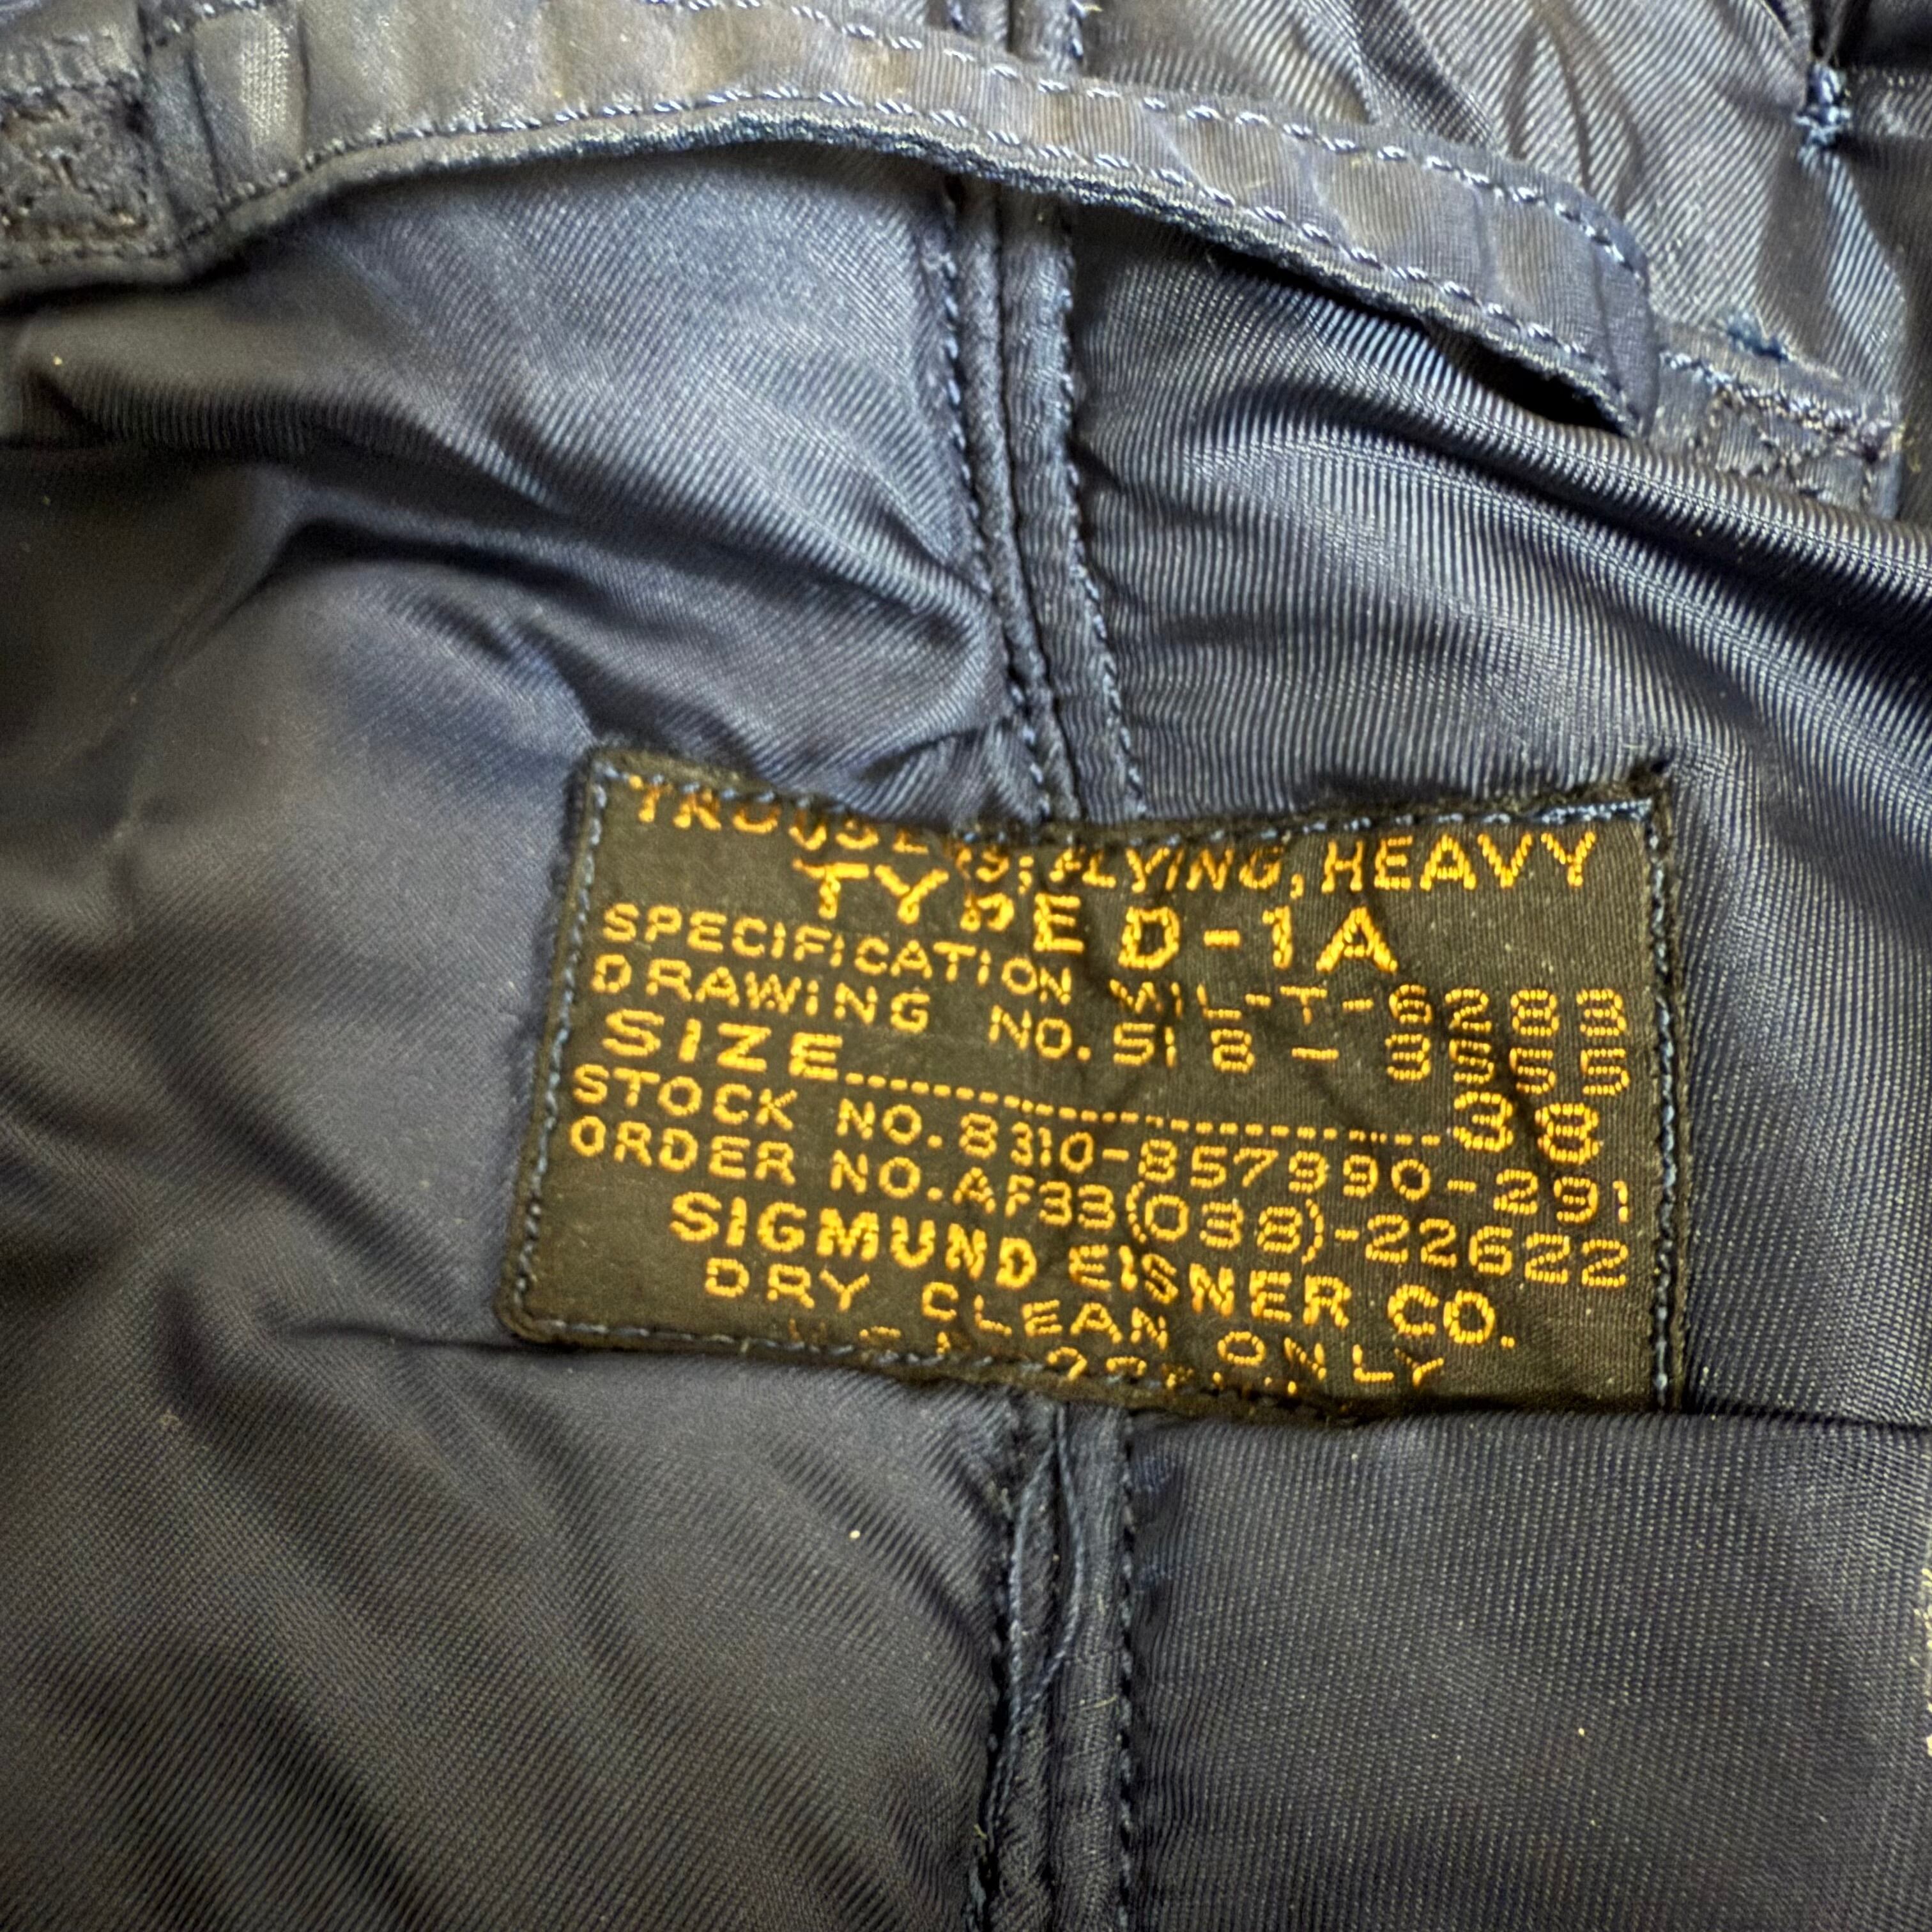 TROUSERS, FLYING, HEAVY
TYPE D-1A
SPECIFICATION MIL-T-6283
DRAWING NO. 51 B - 3555
SIZE 38
STOCK NO. 8310-857990-291
ORDER NO. AF33(038)-22622
SIGMUND EISNER CO.
DRY CLEAN ONLY